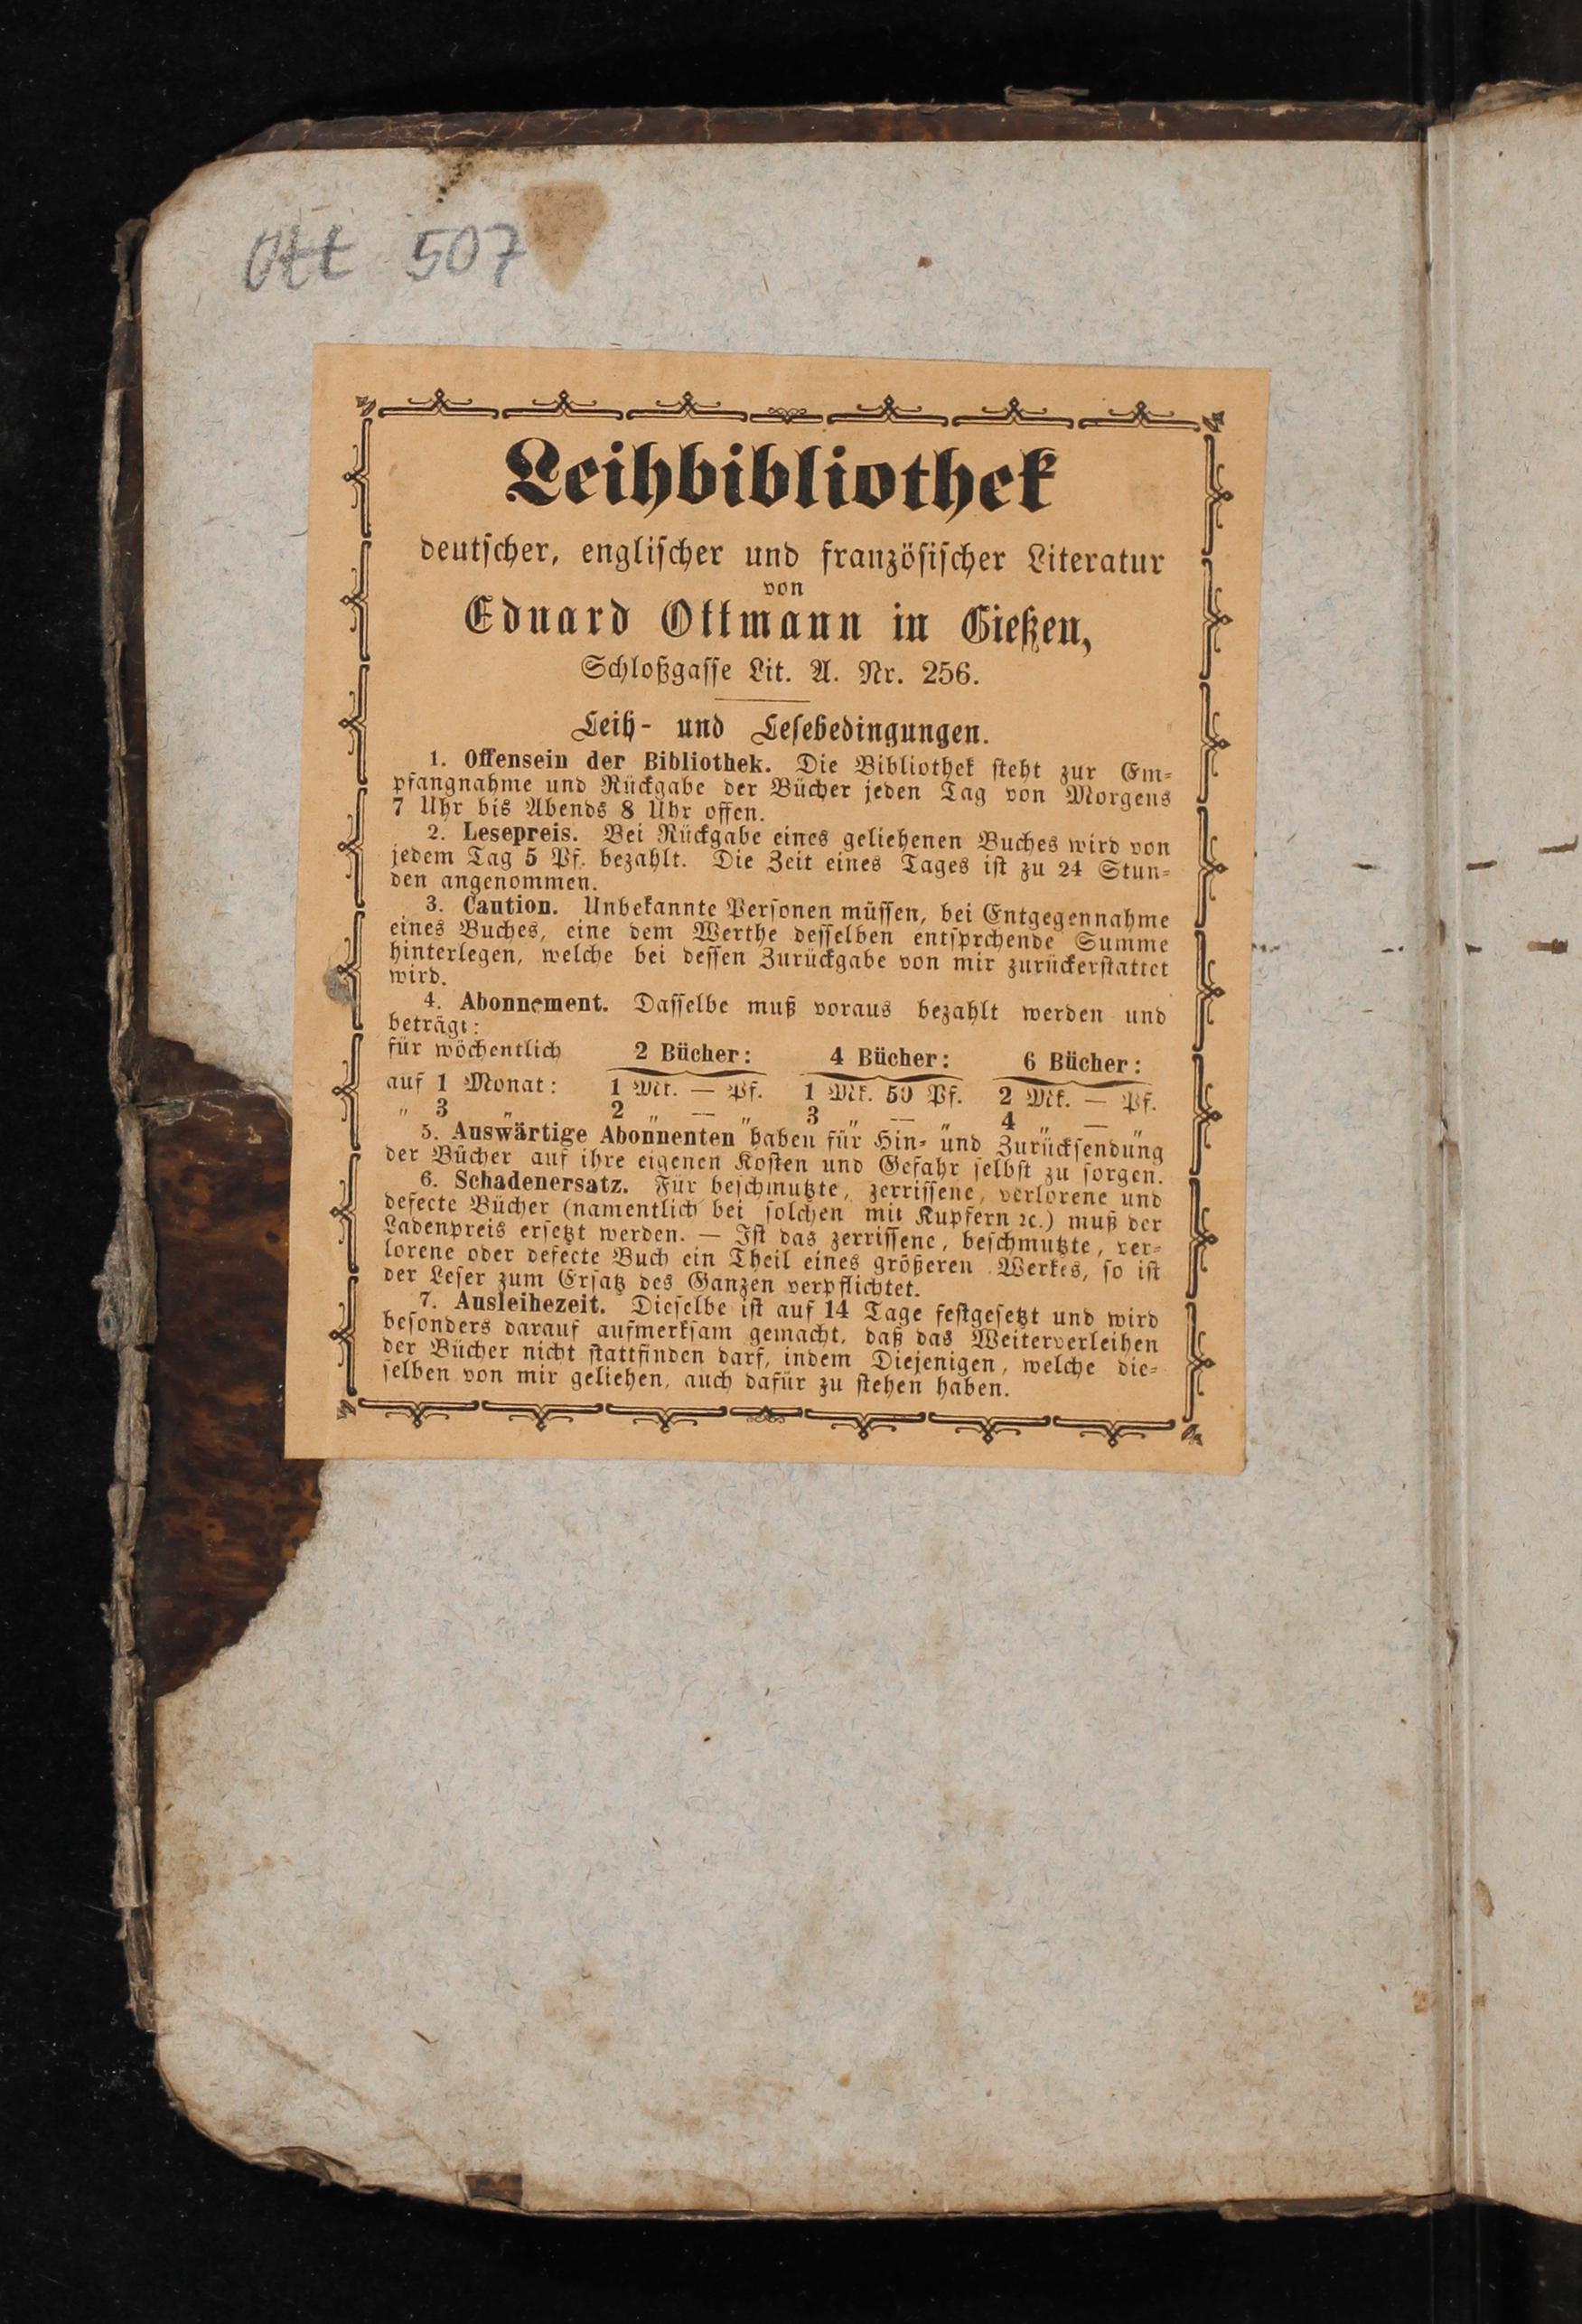 Ott 507
Leihbibliothek
deutscher, englischer und französischer Literatur
von
Eduard Ottmann in Gießen,
Schloßgasse Lit. A. Nr. 256.
Leih- und Lesebedingungen.
1. Offensein der Bibliothek. Die Bibliothek steht zur Em-
pfangnahme und Rückgabe der Bücher jeden Tag von Morgens
7 Uhr bis Abends 8 Uhr offen.
2. Lesepreis. Bei Rückgabe eines geliehenen Buches wird von
jedem Tag 5 Pf. bezahlt. Die Zeit eines Tages ist zu 24 Stun-
den angenommen.
3. Caution. Unbekannte Personen müssen, bei Entgegennahme
eines Buches, eine dem Werthe desselben entsprchende Summe
hinterlegen, welche bei dessen Zurückgabe von mir zurückerstattet
wird.
4. Abonnement. Dasselbe muß voraus bezahlt werden und
beträgt:
für wöchentlich 2 Bücher: 4 Bücher: 6 Bücher:
auf 1 Monat: 1 Mk. — Pf. 1 Mk. 50 Pf. 2 Mk. — Pf.
„ 3 „ 2 „ — „ 3 „ — „ 4 „ — „
5. Auswärtige Abonnenten haben für Hin- und Zurücksendung
der Bücher auf ihre eigenen Kosten und Gefahr selbst zu sorgen.
6. Schadenersatz. Für beschmutzte, zerrissene, verlorene und
defecte Bücher (namentlich bei solchen mit Kupfern ꝛc.) muß der
Ladenpreis ersetzt werden. — Ist das zerrissene, beschmutzte, ver-
lorene oder defecte Buch ein Theil eines größeren Werkes, so ist
der Leser zum Ersatz des Ganzen verpflichtet.
7. Ausleihezeit. Dieselbe ist auf 14 Tage festgesetzt und wird
besonders darauf aufmerksam gemacht, daß das Weiterverleihen
der Bücher nicht stattfinden darf, indem Diejenigen, welche die-
selben von mir geliehen, auch dafür zu stehen haben.